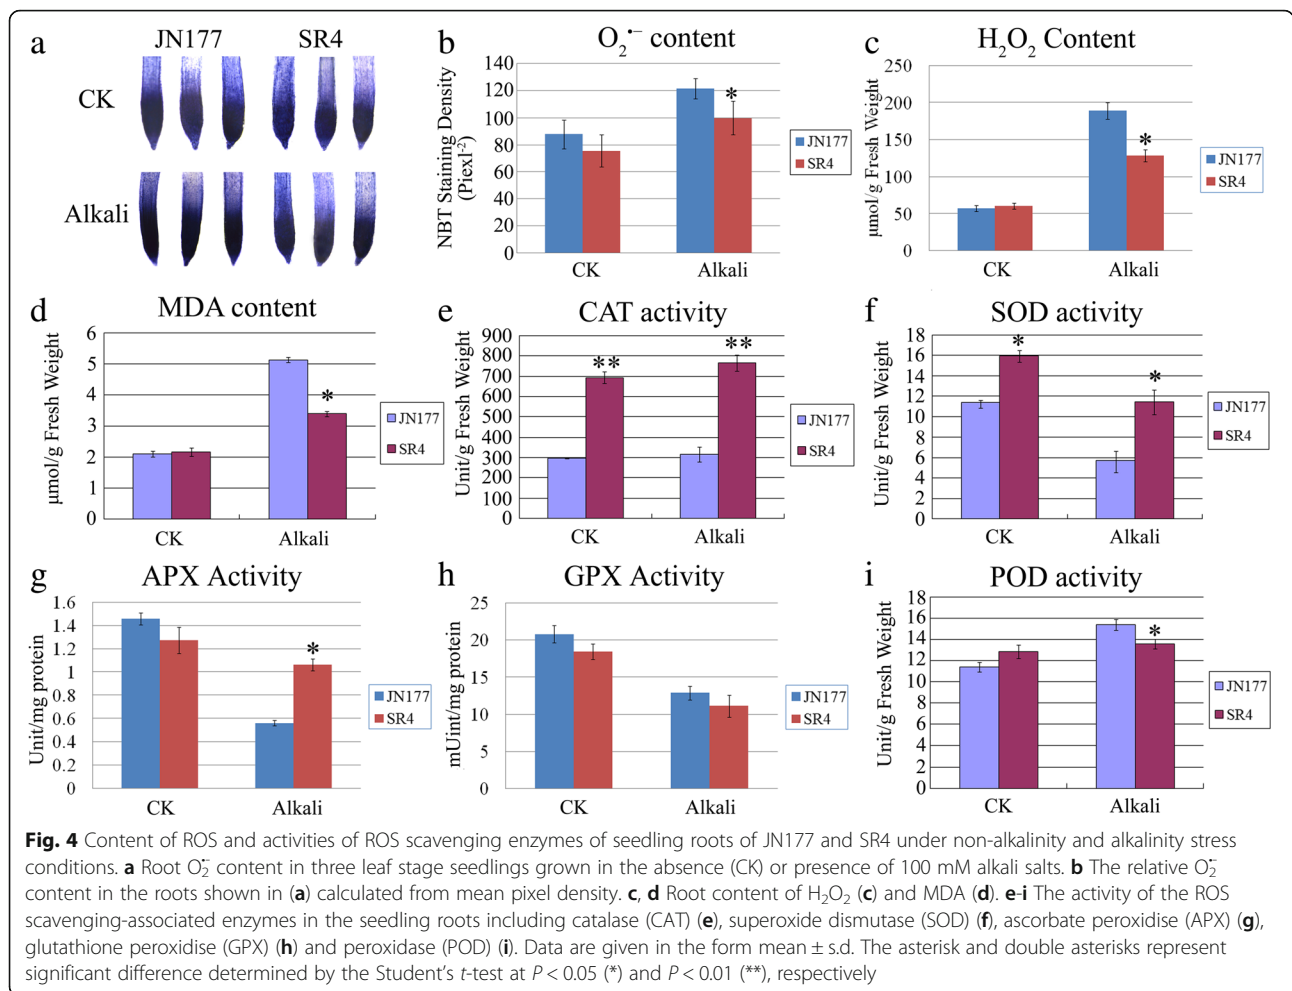 a
JN177 SR4
CK
Alkali
b
O₂•− content
NBT Staining Density
(Piexl⁻²)
140
120
100
80
60
40
20
0
*
CK Alkali
JN177
SR4
c
H₂O₂ Content
μmol/g Fresh Weight
250
200
150
100
50
0
*
CK Alkali
JN177
SR4
d
MDA content
μmol/g Fresh Weight
6
5
4
3
2
1
0
*
CK Alkali
JN177
SR4
e
CAT activity
Unit/g Fresh Weight
900
800
700
600
500
400
300
200
100
0
** **
CK Alkali
JN177
SR4
f
SOD activity
Unit/g Fresh Weight
18
16
14
12
10
8
6
4
2
0
* *
CK Alkali
JN177
SR4
g
APX Activity
Unit/mg protein
1.6
1.4
1.2
1
0.8
0.6
0.4
0.2
0
*
CK Alkali
JN177
SR4
h
GPX Activity
mUint/mg protein
25
20
15
10
5
0
CK Alkali
JN177
SR4
i
POD activity
Unit/g Fresh Weight
18
16
14
12
10
8
6
4
2
0
*
CK Alkali
JN177
SR4
Fig. 4 Content of ROS and activities of ROS scavenging enzymes of seedling roots of JN177 and SR4 under non-alkalinity and alkalinity stress
conditions. a Root O₂•− content in three leaf stage seedlings grown in the absence (CK) or presence of 100 mM alkali salts. b The relative O₂•−
content in the roots shown in (a) calculated from mean pixel density. c, d Root content of H₂O₂ (c) and MDA (d). e-i The activity of the ROS
scavenging-associated enzymes in the seedling roots including catalase (CAT) (e), superoxide dismutase (SOD) (f), ascorbate peroxidise (APX) (g),
glutathione peroxidise (GPX) (h) and peroxidase (POD) (i). Data are given in the form mean ± s.d. The asterisk and double asterisks represent
significant difference determined by the Student's t-test at P < 0.05 (*) and P < 0.01 (**), respectively